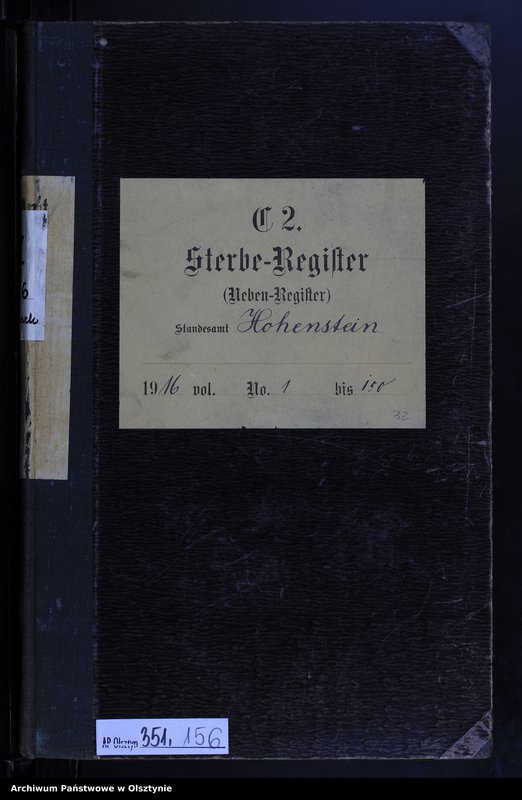 C 2.
Sterbe-Regiſter
(Neben-Regiſter)
Standesamt Hohenstein
1916 vol. No. 1 bis 150
32
6
AP Olsztyn 351, 156
Archiwum Państwowe w Olsztynie